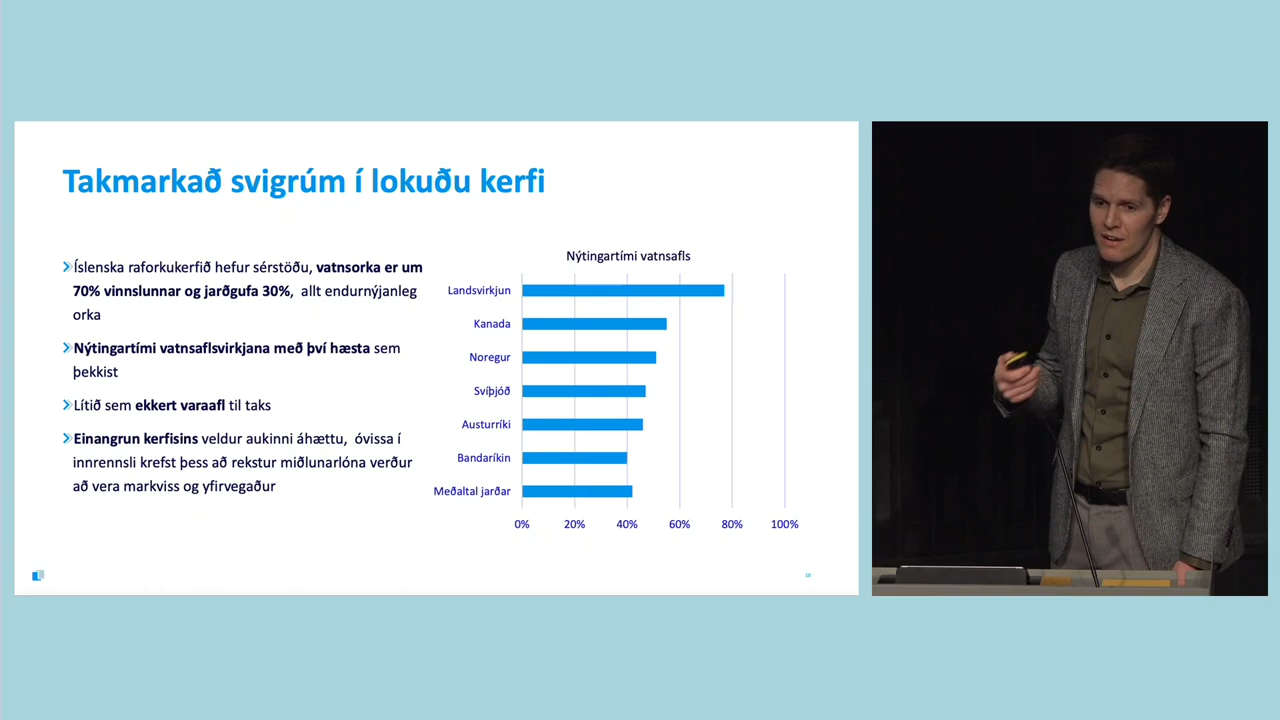 Takmarkað svigrúm í lokuðu kerfi
Íslenska raforkukerfið hefur sérstöðu, vatnsorka er um
70% vinnslunnar og jarðgufa 30%, allt endurnýjanleg
orka
Nýtingartími vatnsaflsvirkjana með því hæsta sem
þekkist
Lítið sem ekkert varaafl til taks
Einangrun kerfisins veldur aukinni áhættu, óvissa í
innrennsli krefst þess að rekstur miðlunarlóna verður
að vera markviss og yfirvegaður
Nýtingartími vatnsafls
Landsvirkjun
Kanada
Noregur
Svíþjóð
Austurríki
Bandaríkin
Meðaltal jarðar
0% 20% 40% 60% 80% 100%